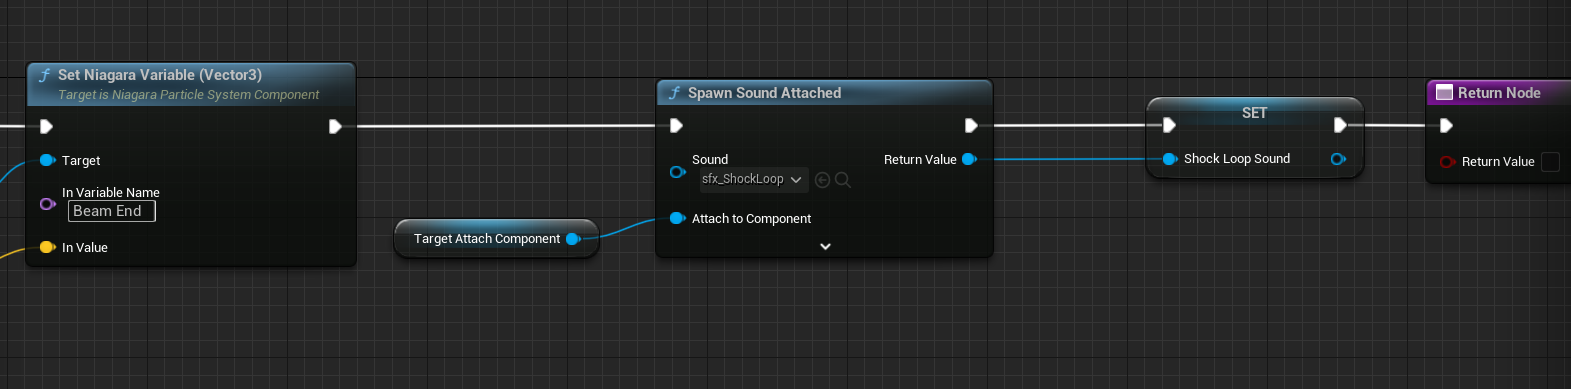 Set Niagara Variable (Vector3)
Target is Niagara Particle System Component
Target
In Variable Name
Beam End
In Value
Target Attach Component
Spawn Sound Attached
Sound
sfx_ShockLoop
Return Value
Attach to Component
SET
Shock Loop Sound
Return Node
Return Value